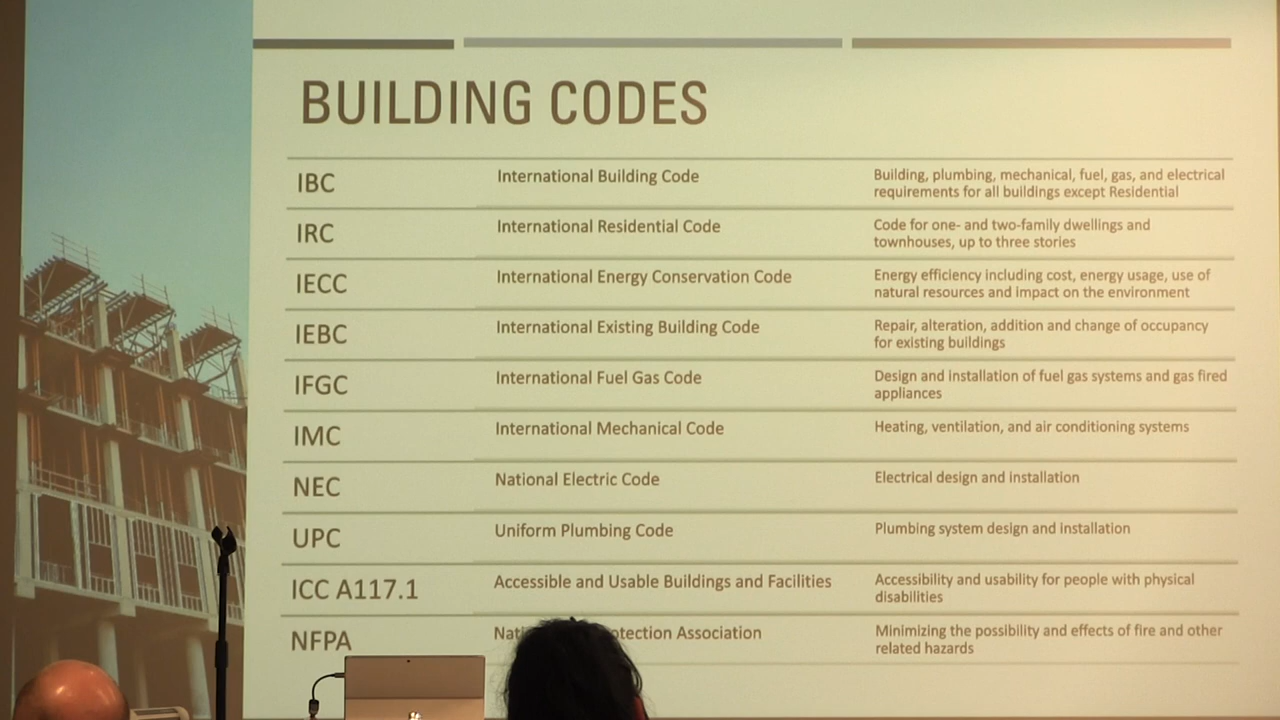 BUILDING CODES
IBC
International Building Code
Building, plumbing, mechanical, fuel, gas, and electrical
requirements for all buildings except Residential
IRC
International Residential Code
Code for one- and two-family dwellings and
townhouses, up to three stories
IECC
International Energy Conservation Code
Energy efficiency including cost, energy usage, use of
natural resources and impact on the environment
IEBC
International Existing Building Code
Repair, alteration, addition and change of occupancy
for existing buildings
IFGC
International Fuel Gas Code
Design and installation of fuel gas systems and gas fired
appliances
IMC
International Mechanical Code
Heating, ventilation, and air conditioning systems
NEC
National Electric Code
Electrical design and installation
UPC
Uniform Plumbing Code
Plumbing system design and installation
ICC A117.1
Accessible and Usable Buildings and Facilities
Accessibility and usability for people with physical
disabilities
NFPA
Association
Minimizing the possibility and effects of fire and other
related hazards